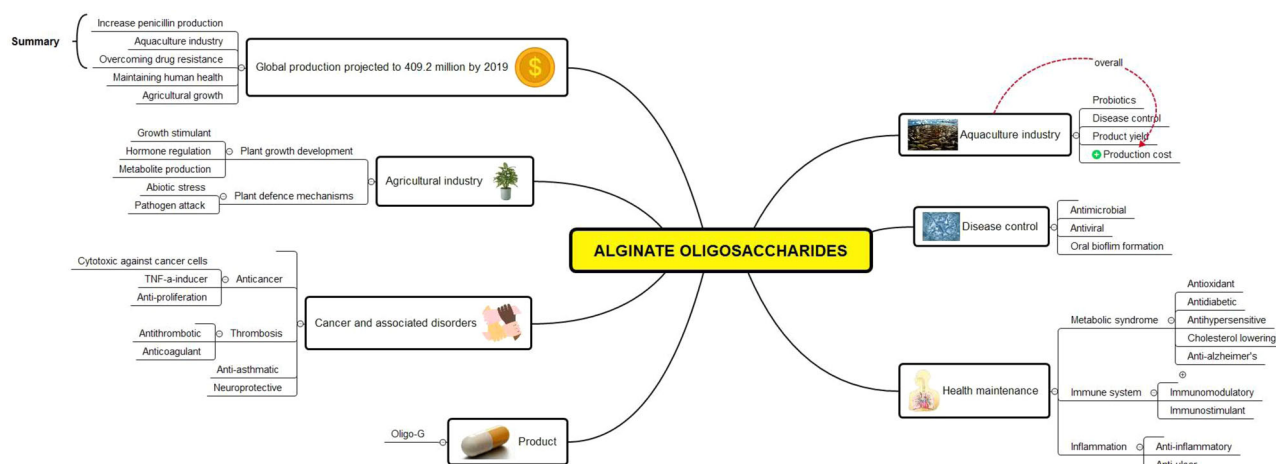 Summary
Increase penicillin production
Aquaculture industry
Overcoming drug resistance
Maintaining human health
Agricultural growth
Global production projected to 409.2 million by 2019
$
Growth stimulant
Hormone regulation
Metabolite production
Plant growth development
Abiotic stress
Pathogen attack
Plant defence mechanisms
Agricultural industry
Cytotoxic against cancer cells
TNF-a-inducer
Anti-proliferation
Anticancer
Antithrombotic
Anticoagulant
Thrombosis
Anti-asthmatic
Neuroprotective
Cancer and associated disorders
Oligo-G
Product
ALGINATE OLIGOSACCHARIDES
overall
Aquaculture industry
Probiotics
Disease control
Product yield
Production cost
Disease control
Antimicrobial
Antiviral
Oral bioflim formation
Health maintenance
Metabolic syndrome
Antioxidant
Antidiabetic
Antihypersensitive
Cholesterol lowering
Anti-alzheimer's
Immune system
Immunomodulatory
Immunostimulant
Inflammation
Anti-inflammatory